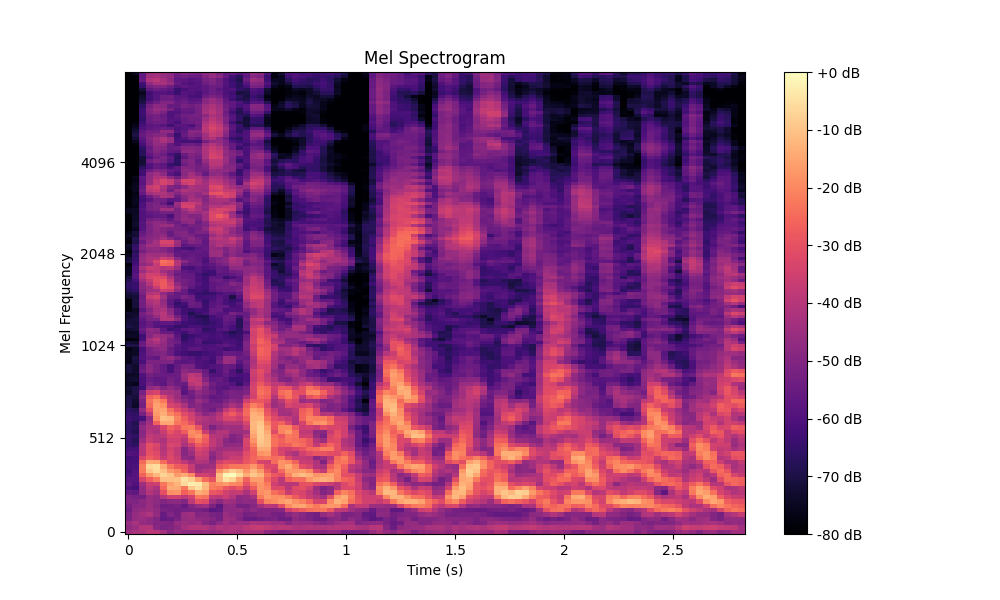 Mel Spectrogram
+0 dB
-10 dB
-20 dB
-30 dB
-40 dB
-50 dB
-60 dB
-70 dB
-80 dB
Mel Frequency
4096
2048
1024
512
0
0
0.5
1
1.5
2
2.5
Time (s)